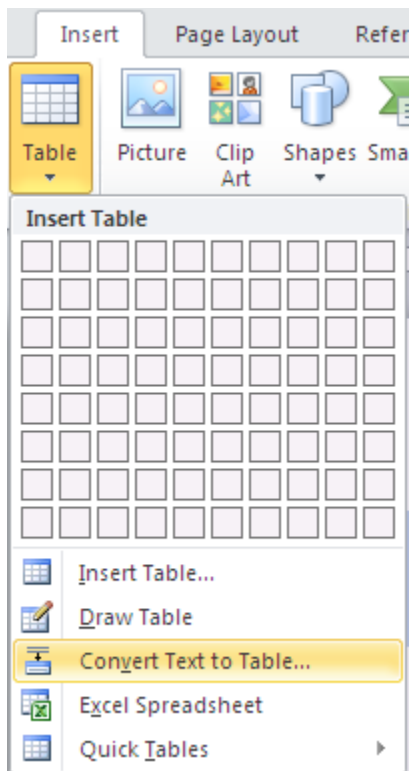 Insert Page Layout
Table Picture Clip Art Shapes
Insert Table
Insert Table...
Draw Table
Convert Text to Table...
Excel Spreadsheet
Quick Tables